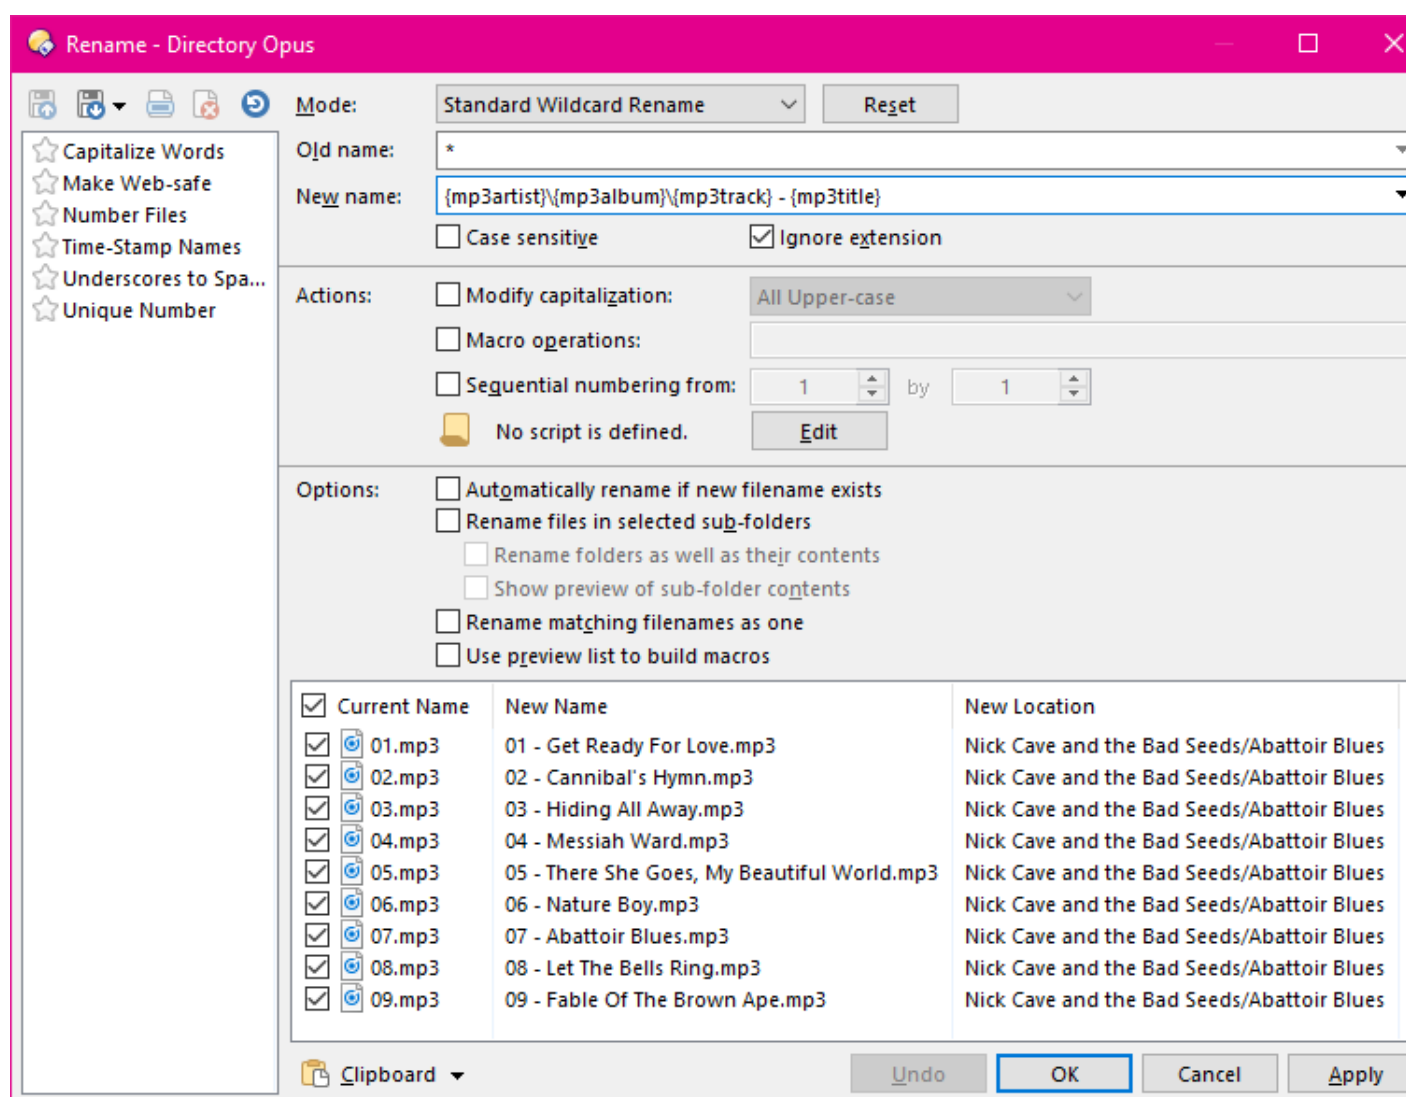 Rename - Directory Opus
Mode: Standard Wildcard Rename Reset
Capitalize Words
Make Web-safe
Number Files
Time-Stamp Names
Underscores to Spa...
Unique Number
Old name: *
New name: {mp3artist}\{mp3album}\{mp3track} - {mp3title}
Case sensitive Ignore extension
Actions: Modify capitalization: All Upper-case
Macro operations:
Sequential numbering from: 1 by 1
No script is defined. Edit
Options: Automatically rename if new filename exists
Rename files in selected sub-folders
Rename folders as well as their contents
Show preview of sub-folder contents
Rename matching filenames as one
Use preview list to build macros
Current Name New Name New Location
01.mp3 01 - Get Ready For Love.mp3 Nick Cave and the Bad Seeds/Abattoir Blues
02.mp3 02 - Cannibal's Hymn.mp3 Nick Cave and the Bad Seeds/Abattoir Blues
03.mp3 03 - Hiding All Away.mp3 Nick Cave and the Bad Seeds/Abattoir Blues
04.mp3 04 - Messiah Ward.mp3 Nick Cave and the Bad Seeds/Abattoir Blues
05.mp3 05 - There She Goes, My Beautiful World.mp3 Nick Cave and the Bad Seeds/Abattoir Blues
06.mp3 06 - Nature Boy.mp3 Nick Cave and the Bad Seeds/Abattoir Blues
07.mp3 07 - Abattoir Blues.mp3 Nick Cave and the Bad Seeds/Abattoir Blues
08.mp3 08 - Let The Bells Ring.mp3 Nick Cave and the Bad Seeds/Abattoir Blues
09.mp3 09 - Fable Of The Brown Ape.mp3 Nick Cave and the Bad Seeds/Abattoir Blues
Clipboard Undo OK Cancel Apply